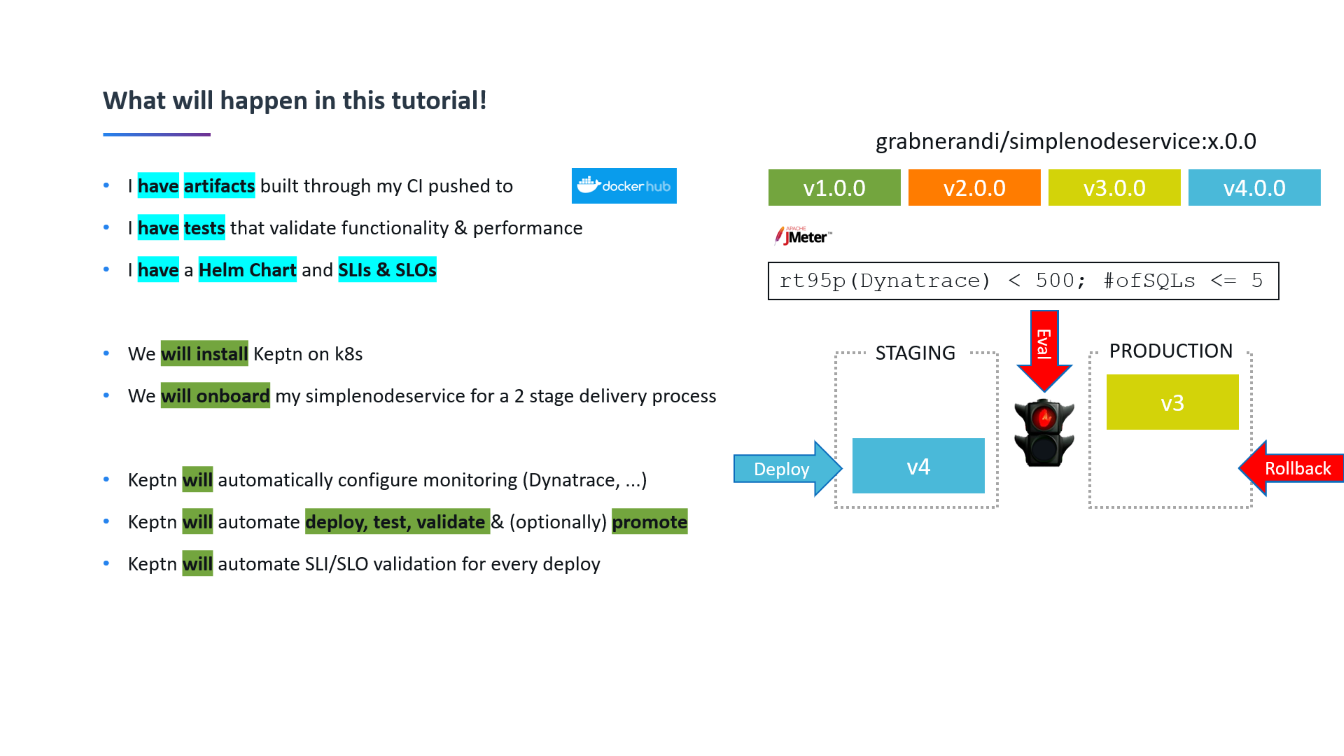 What will happen in this tutorial!
I have artifacts built through my CI pushed to
docker hub
I have tests that validate functionality & performance
I have a Helm Chart and SLIs & SLOs
We will install Keptn on k8s
We will onboard my simplenodeservice for a 2 stage delivery process
Keptn will automatically configure monitoring (Dynatrace, ...)
Keptn will automate deploy, test, validate & (optionally) promote
Keptn will automate SLI/SLO validation for every deploy
grabnerandi/simplenodeservice:x.0.0
v1.0.0 v2.0.0 v3.0.0 v4.0.0
APACHE
JMeter™
rt95p(Dynatrace) < 500; #ofSQLs <= 5
Eval
STAGING
PRODUCTION
v3
Deploy
v4
Rollback